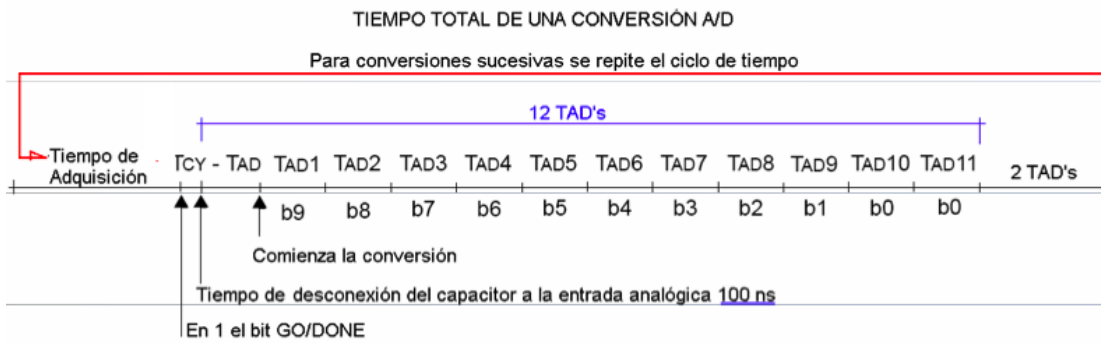 TIEMPO TOTAL DE UNA CONVERSIÓN A/D
Para conversiones sucesivas se repite el ciclo de tiempo
12 TAD's
Tiempo de
Adquisición
TCY - TAD TAD1 TAD2 TAD3 TAD4 TAD5 TAD6 TAD7 TAD8 TAD9 TAD10 TAD11
2 TAD's
b9 b8 b7 b6 b5 b4 b3 b2 b1 b0 b0
Comienza la conversión
Tiempo de desconexión del capacitor a la entrada analógica 100 ns
En 1 el bit GO/DONE